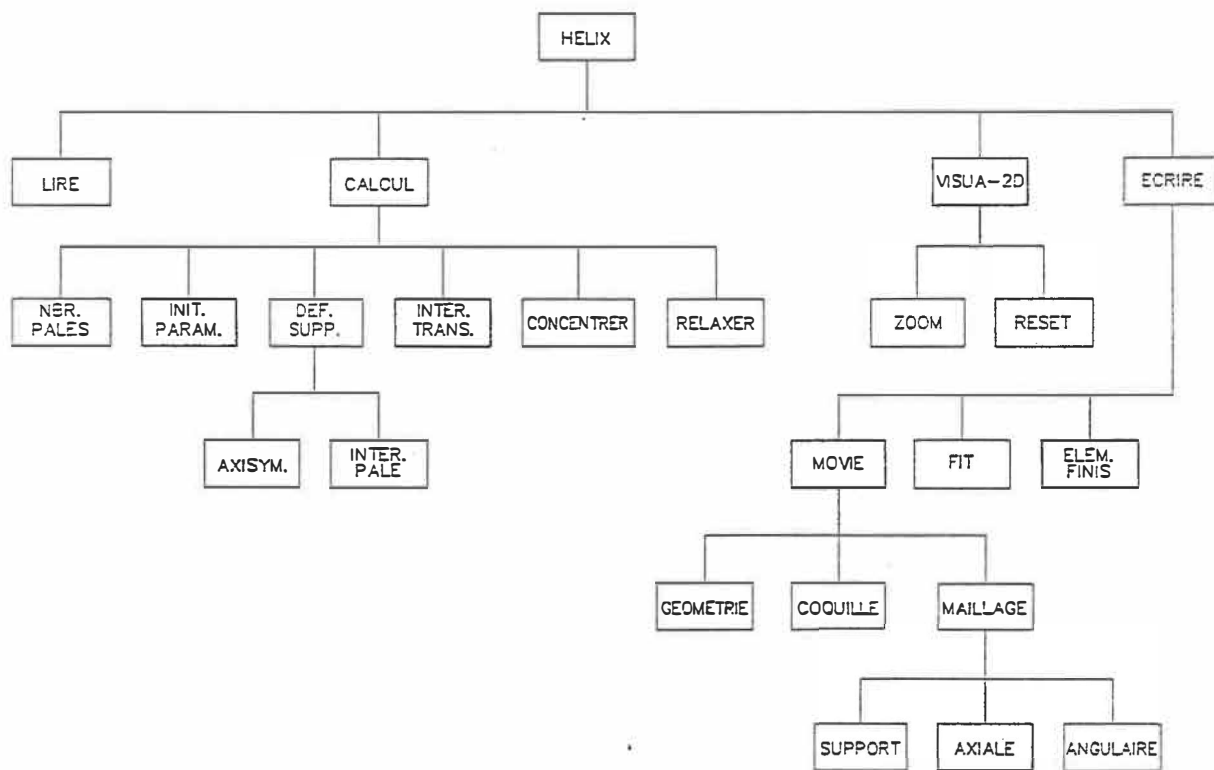 HELIX
LIRE
CALCUL
VISUA-2D
ECRIRE
NBR.
PALES
INIT.
PARAM.
DEF.
SUPP.
INTER.
TRANS.
CONCENTRER
RELAXER
ZOOM
RESET
AXISYM.
INTER.
PALE
MOVIE
FIT
ELEM.
FINIS
GEOMETRIE
COQUILLE
MAILLAGE
SUPPORT
AXIALE
ANGULAIRE